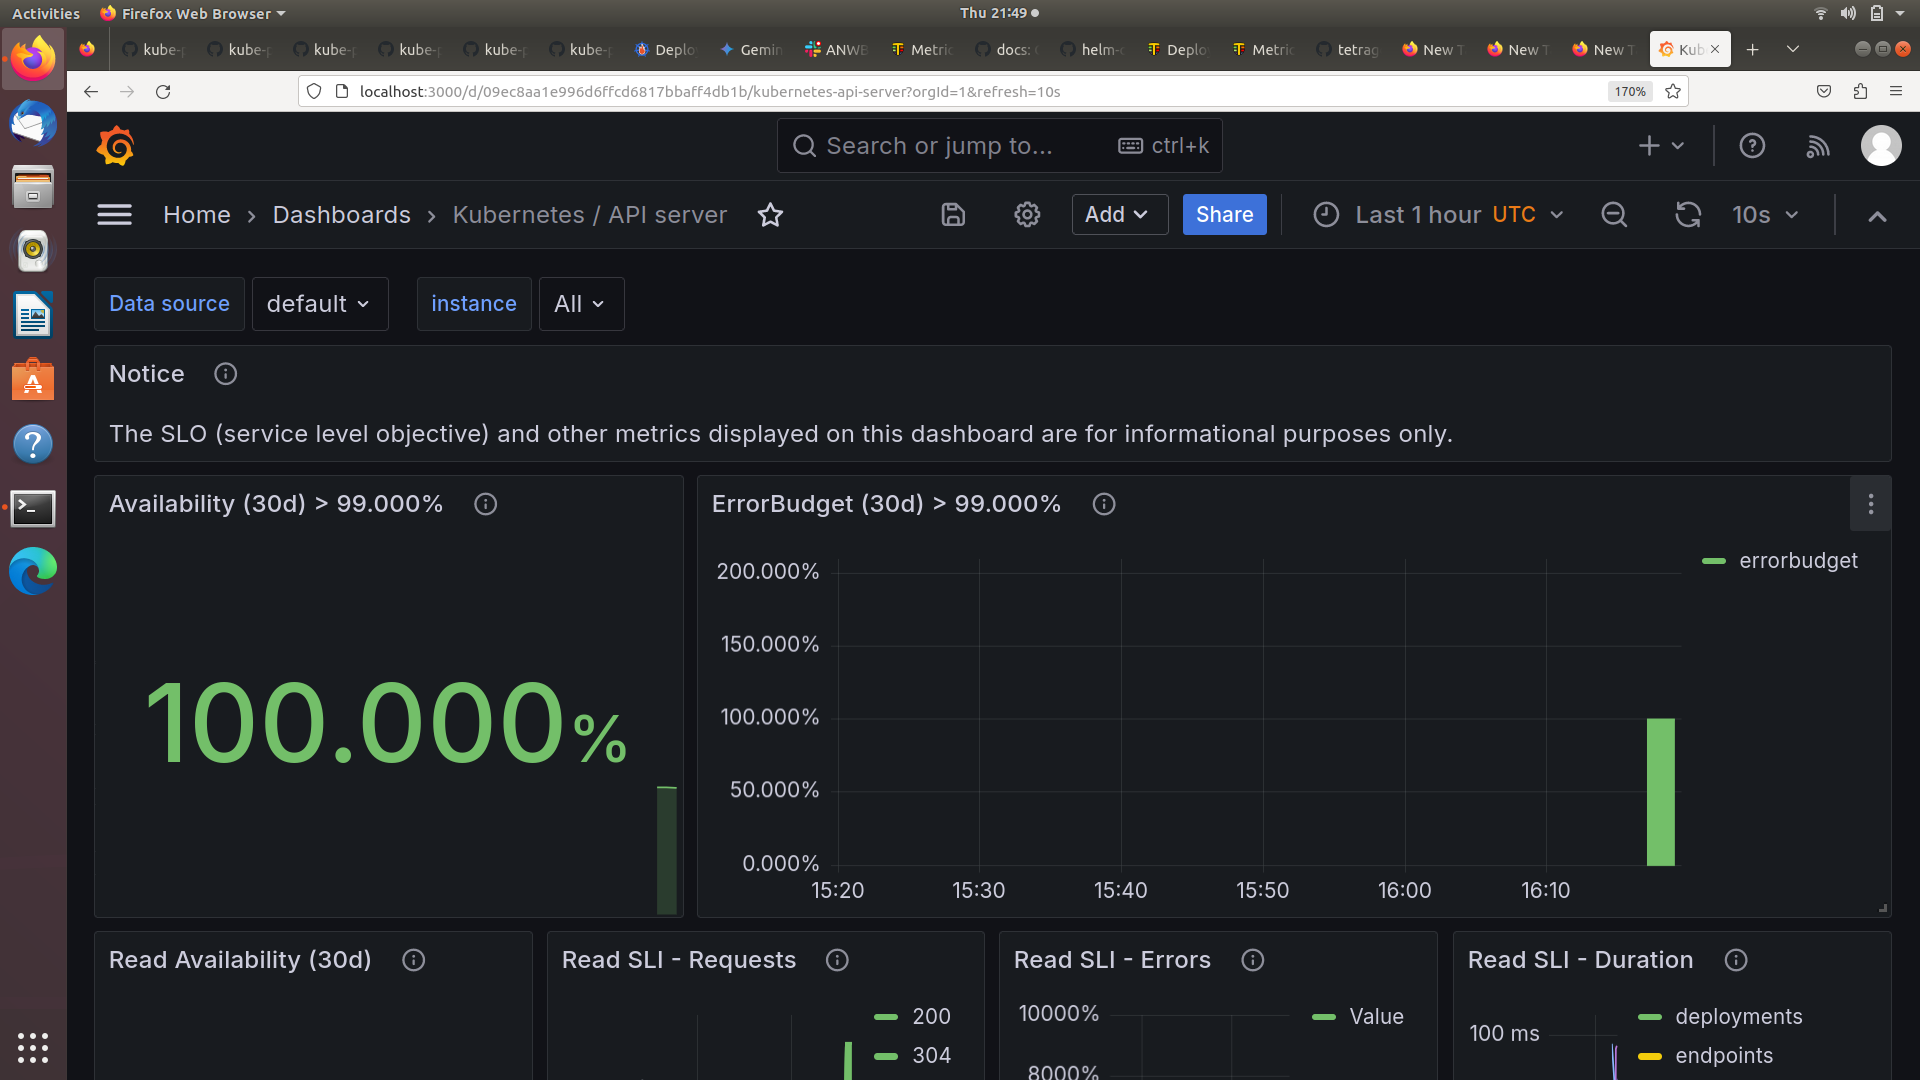 Activities
Firefox Web Browser
Thu 21:49
kube-p
kube-p
kube-p
kube-p
kube-p
kube-p
Deplo
Gemin
ANWB
Metric
docs:
helm-c
Deplo
Metric
tetrag
New T
New T
New T
Kub
localhost:3000/d/09ec8aa1e996d6ffcd6817bbaff4db1b/kubernetes-api-server?orgId=1&refresh=10s
170%
Search or jump to...
ctrl+k
Home › Dashboards › Kubernetes / API server
Add
Share
Last 1 hour UTC
10s
Data source
default
instance
All
Notice
The SLO (service level objective) and other metrics displayed on this dashboard are for informational purposes only.
Availability (30d) > 99.000%
100.000%
ErrorBudget (30d) > 99.000%
200.000%
150.000%
100.000%
50.000%
0.000%
15:20
15:30
15:40
15:50
16:00
16:10
errorbudget
Read Availability (30d)
Read SLI - Requests
200
304
Read SLI - Errors
10000%
8000%
Value
Read SLI - Duration
100 ms
deployments
endpoints